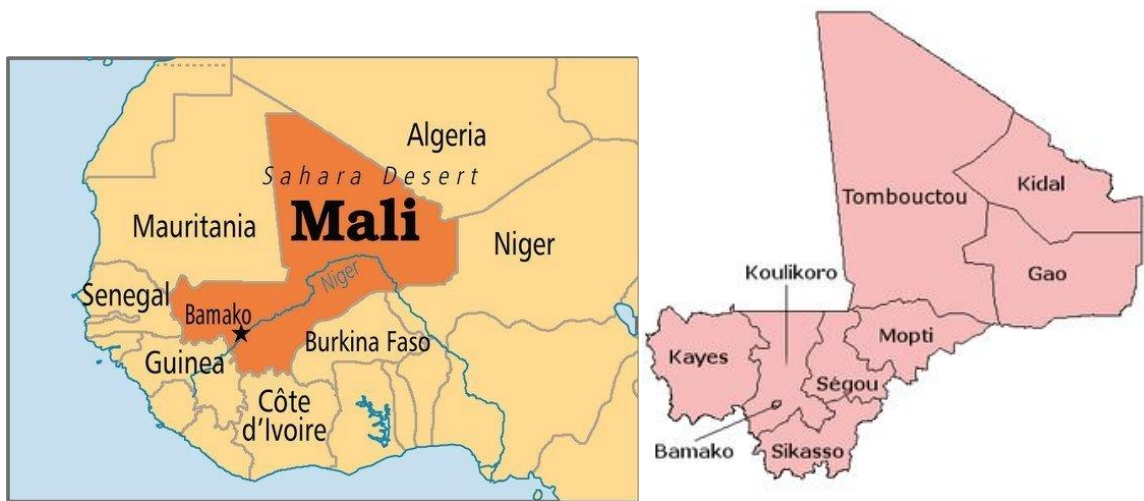 Algeria
Sahara Desert
Mali
Mauritania
Niger
Niger
Senegal
Bamako
Burkina Faso
Guinea
Côte
d'Ivoire
Tombouctou
Kidal
Gao
Koulikoro
Mopti
Kayes
Ségou
Bamako
Sikasso